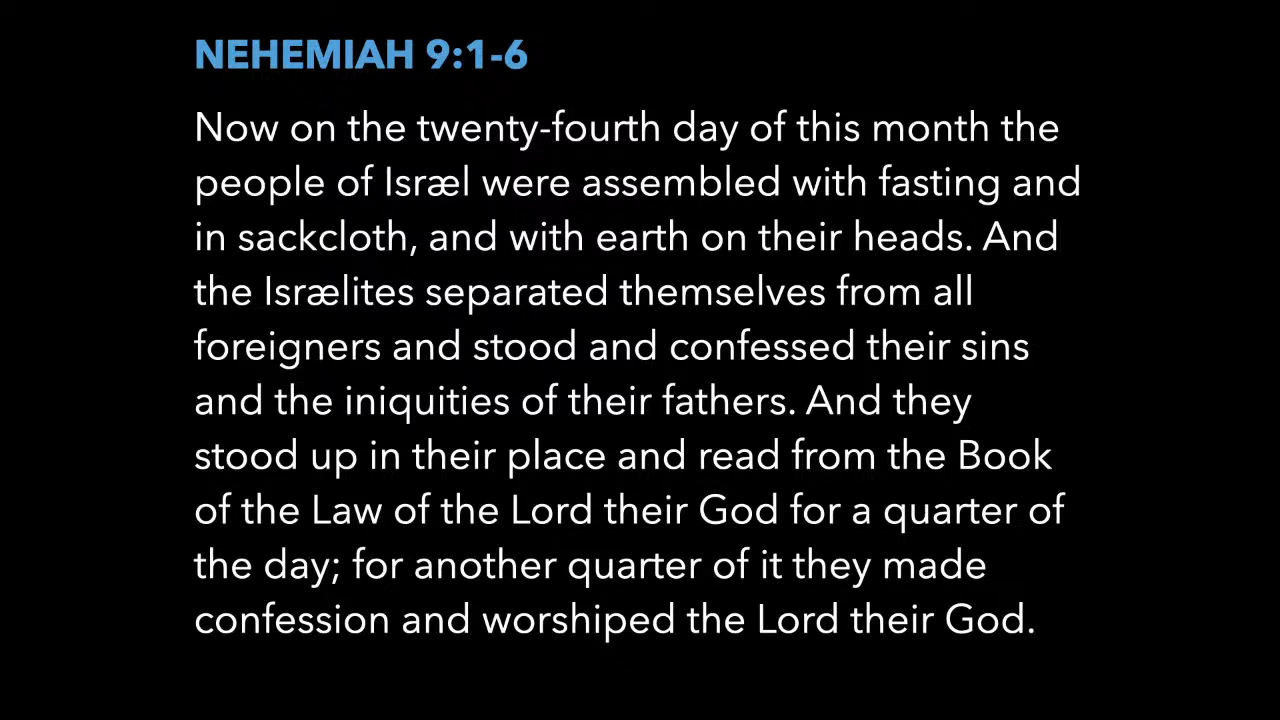 NEHEMIAH 9:1-6
Now on the twenty-fourth day of this month the
people of Isræl were assembled with fasting and
in sackcloth, and with earth on their heads. And
the Isrælites separated themselves from all
foreigners and stood and confessed their sins
and the iniquities of their fathers. And they
stood up in their place and read from the Book
of the Law of the Lord their God for a quarter of
the day; for another quarter of it they made
confession and worshiped the Lord their God.